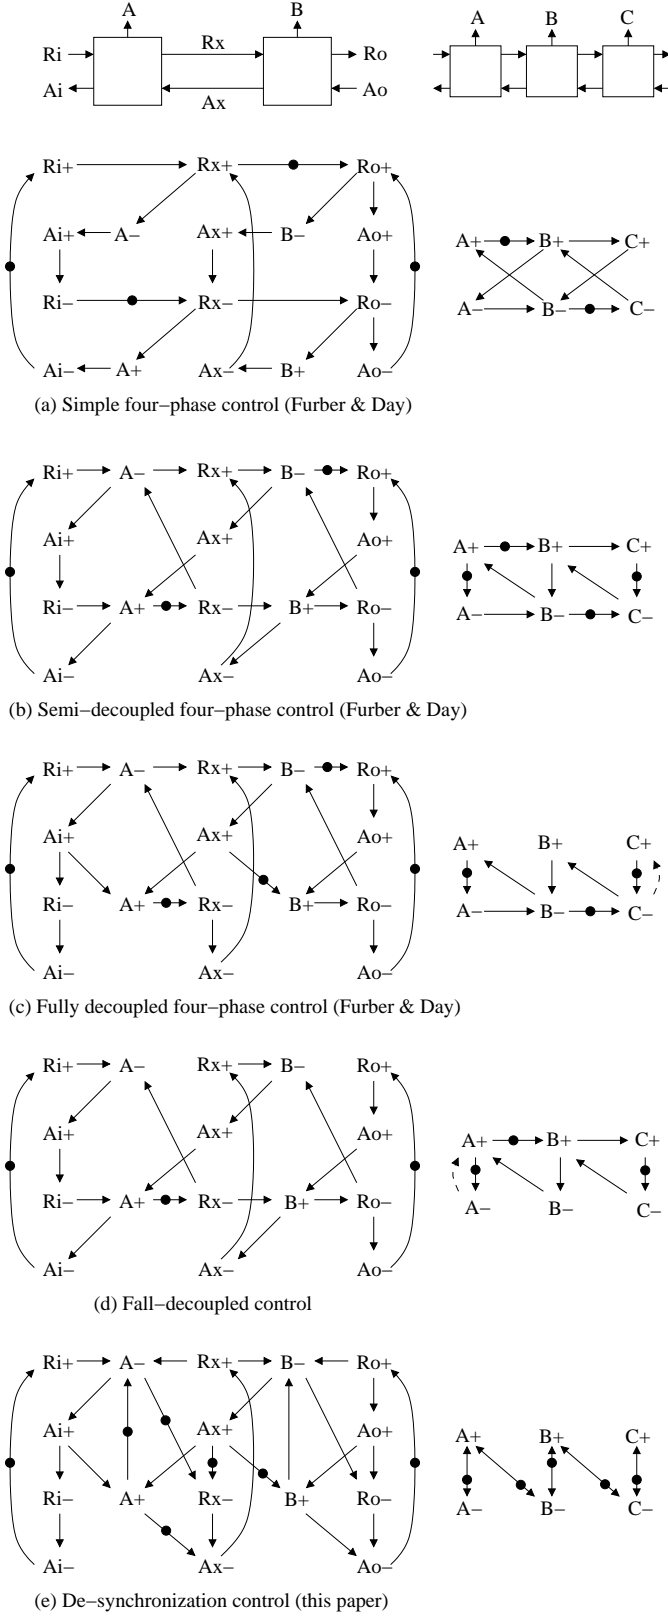 A B A B C
Ri Rx Ro
Ai Ax Ao
Ri+ Rx+ Ro+
Ai+ A− Ax+ B− Ao+ A+ B+ C+
Ri− Rx− Ro− A− B− C−
Ai− A+ Ax− B+ Ao−
(a) Simple four−phase control (Furber & Day)
Ri+ A− Rx+ B− Ro+
Ai+ Ax+ Ao+ A+ B+ C+
Ri− A+ Rx− B+ Ro− A− B− C−
Ai− Ax− Ao−
(b) Semi−decoupled four−phase control (Furber & Day)
Ri+ A− Rx+ B− Ro+
Ai+ Ax+ Ao+ A+ B+ C+
Ri− A+ Rx− B+ Ro− A− B− C−
Ai− Ax− Ao−
(c) Fully decoupled four−phase control (Furber & Day)
Ri+ A− Rx+ B− Ro+
Ai+ Ax+ Ao+ A+ B+ C+
Ri− A+ Rx− B+ Ro− A− B− C−
Ai− Ax− Ao−
(d) Fall−decoupled control
Ri+ A− Rx+ B− Ro+
Ai+ Ax+ Ao+ A+ B+ C+
Ri− A+ Rx− B+ Ro− A− B− C−
Ai− Ax− Ao−
(e) De−synchronization control (this paper)